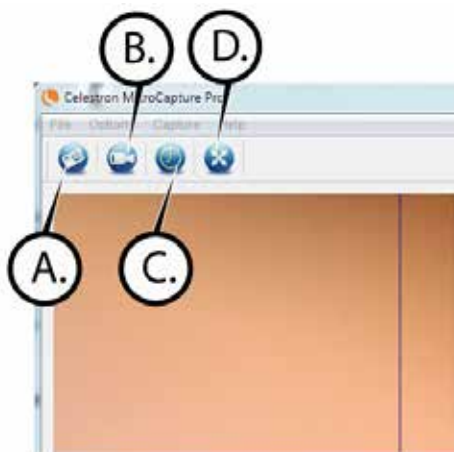 B. D.
Celestron MicroCapture Pro
File Options Capture Help
A. C.